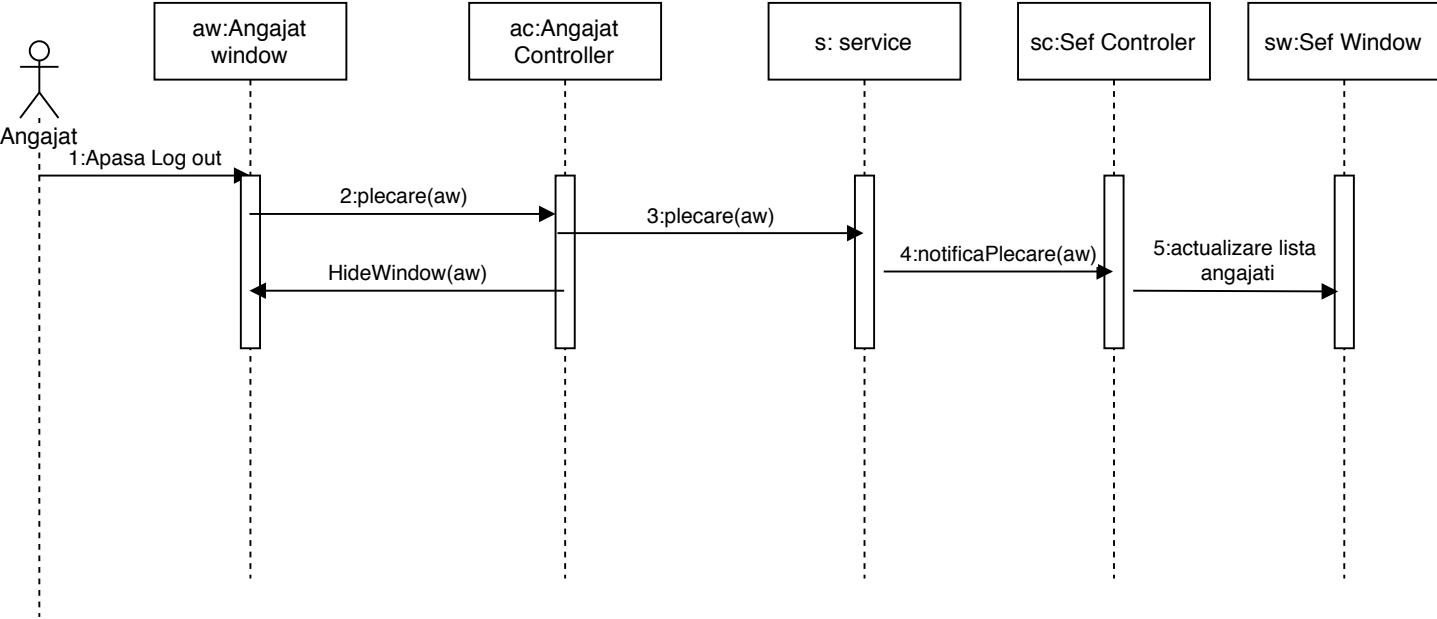 aw:Angajat
window
ac:Angajat
Controller
s: service
sc:Sef Controler
sw:Sef Window
Angajat
1:Apasa Log out
2:plecare(aw)
3:plecare(aw)
4:notificaPlecare(aw)
5:actualizare lista
angajati
HideWindow(aw)